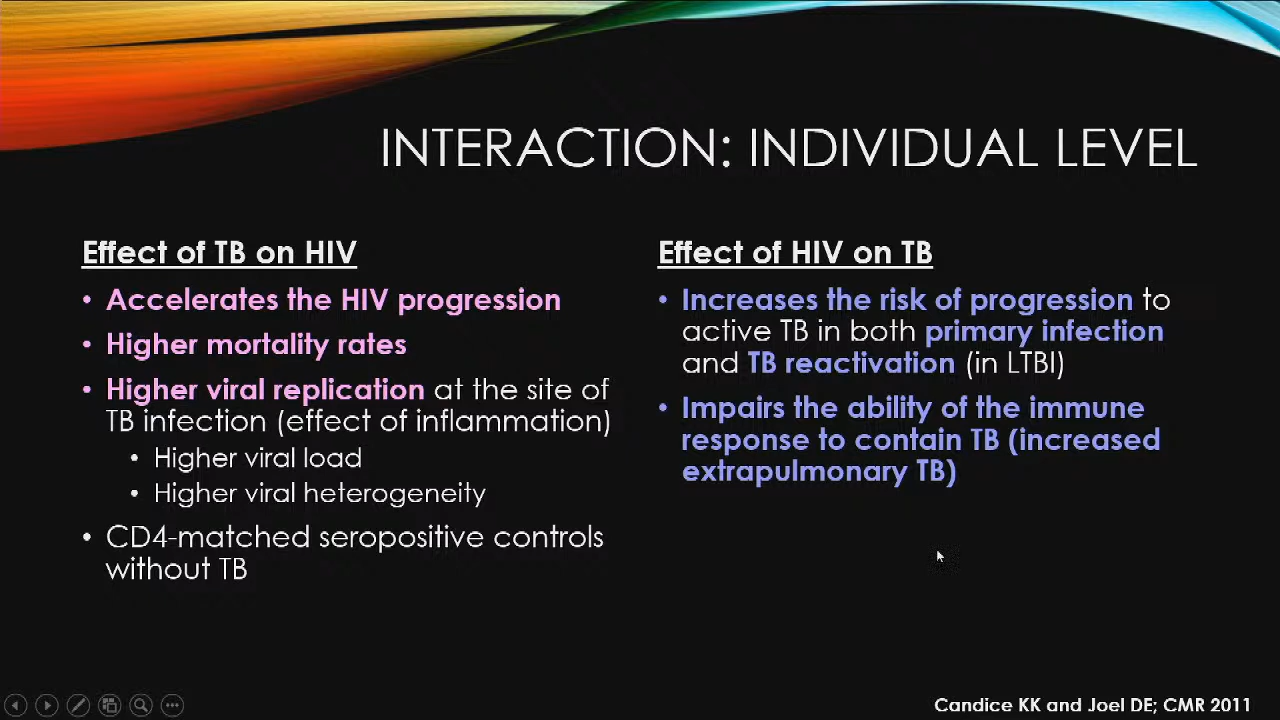 INTERACTION: INDIVIDUAL LEVEL
Effect of TB on HIV
• Accelerates the HIV progression
• Higher mortality rates
• Higher viral replication at the site of
TB infection (effect of inflammation)
• Higher viral load
• Higher viral heterogeneity
• CD4-matched seropositive controls
without TB
Effect of HIV on TB
• Increases the risk of progression to
active TB in both primary infection
and TB reactivation (in LTBI)
• Impairs the ability of the immune
response to contain TB (increased
extrapulmonary TB)
Candice KK and Joel DE; CMR 2011